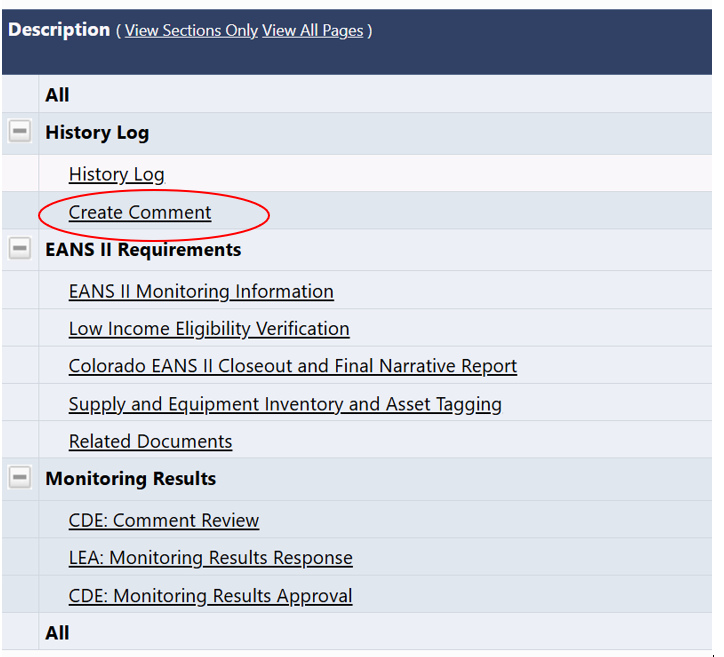 Description ( View Sections Only View All Pages )
All
History Log
History Log
Create Comment
EANS II Requirements
EANS II Monitoring Information
Low Income Eligibility Verification
Colorado EANS II Closeout and Final Narrative Report
Supply and Equipment Inventory and Asset Tagging
Related Documents
Monitoring Results
CDE: Comment Review
LEA: Monitoring Results Response
CDE: Monitoring Results Approval
All